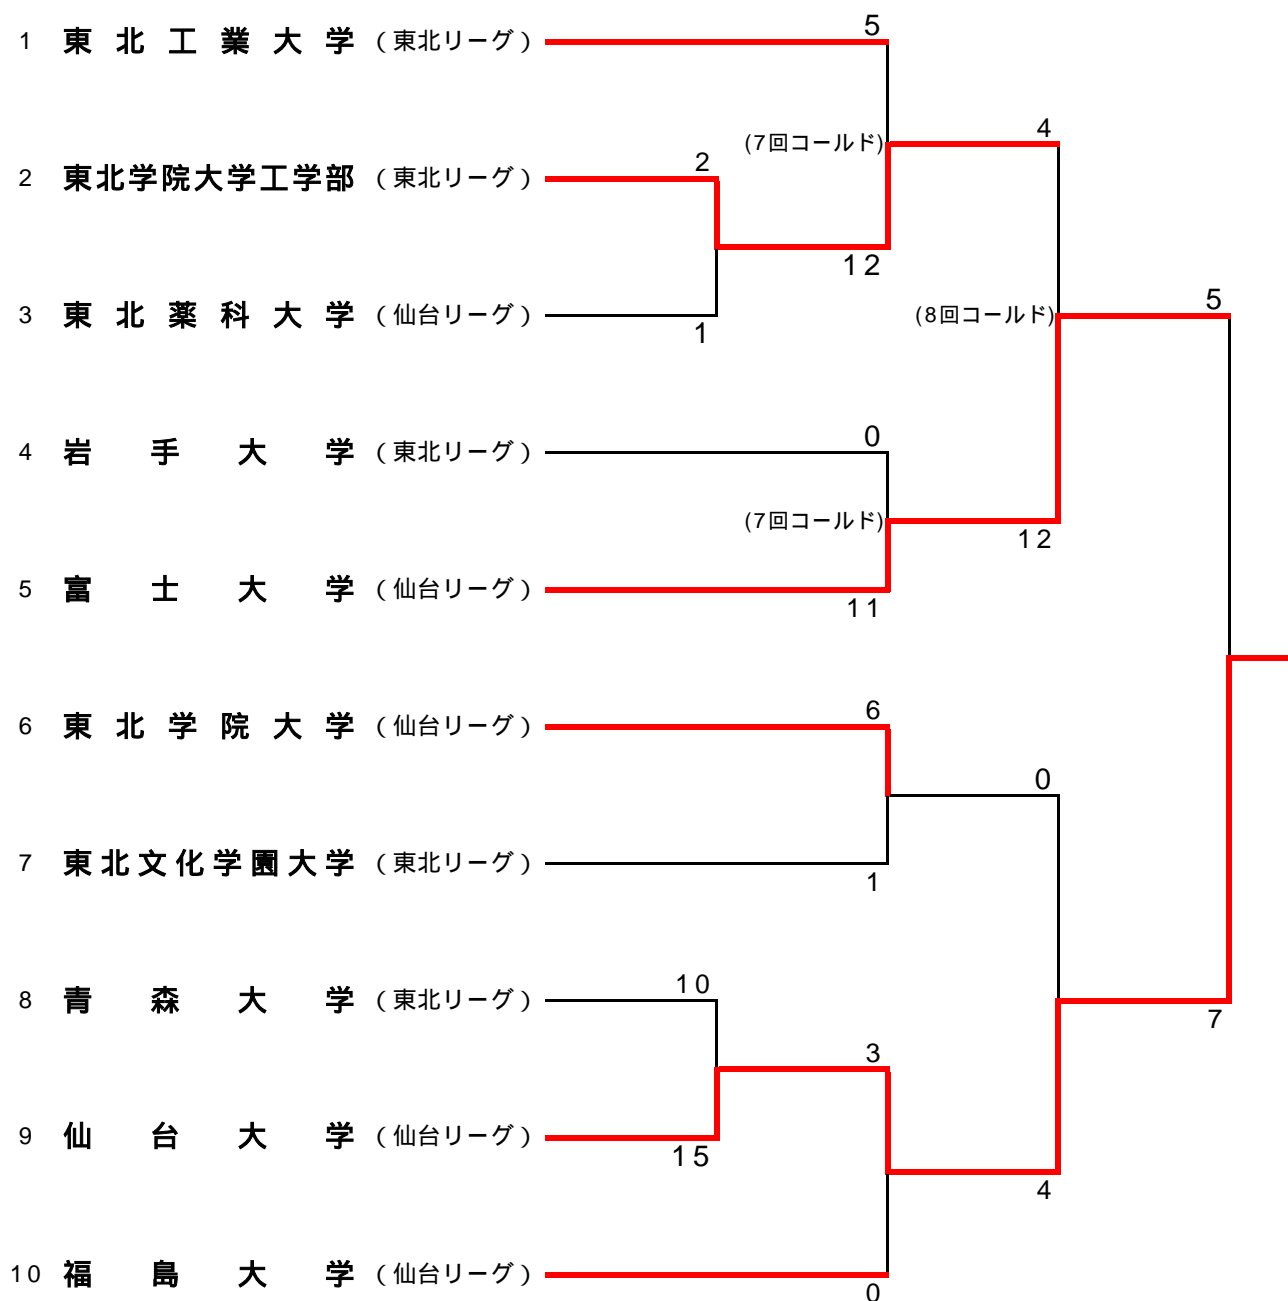 5
1 東北工業大学 (東北リーグ)
(7回コールド) 4
2
2 東北学院大学工学部 (東北リーグ)
12
5
3 東北薬科大学 (仙台リーグ) (8回コールド)
1
0
4 岩手大学 (東北リーグ)
(7回コールド)
12
5 富士大学 (仙台リーグ)
11
6
6 東北学院大学 (仙台リーグ)
0
7 東北文化学園大学 (東北リーグ)
1
10
8 青森大学 (東北リーグ)
7
3
9 仙台大学 (仙台リーグ)
15
4
10 福島大学 (仙台リーグ)
0